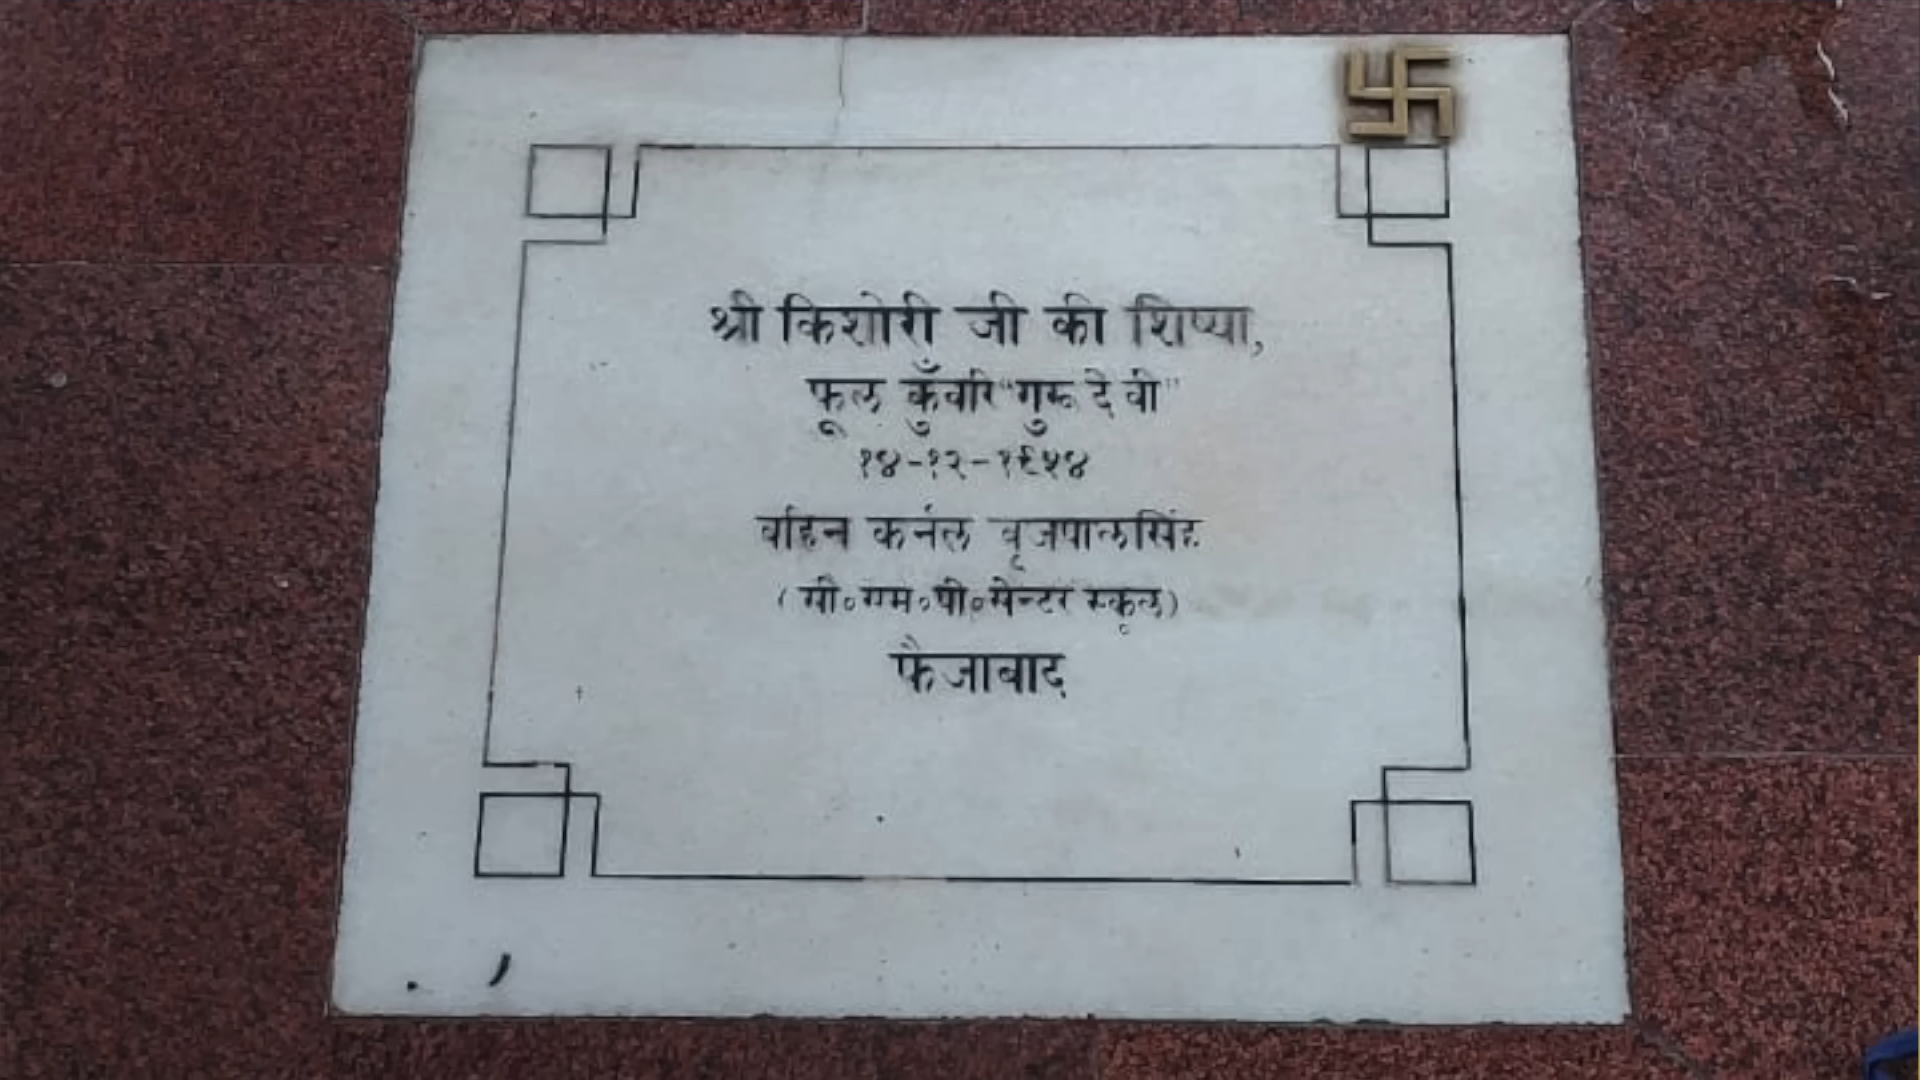 श्री किशोरी जी की शिष्या,
फूल कुँवरि "गुरू देवी"
१४-१२-१९५४
बहिन कर्नल बृजपालसिंह
(सी॰एम॰पी॰सेन्टर स्कूल)
फैजाबाद